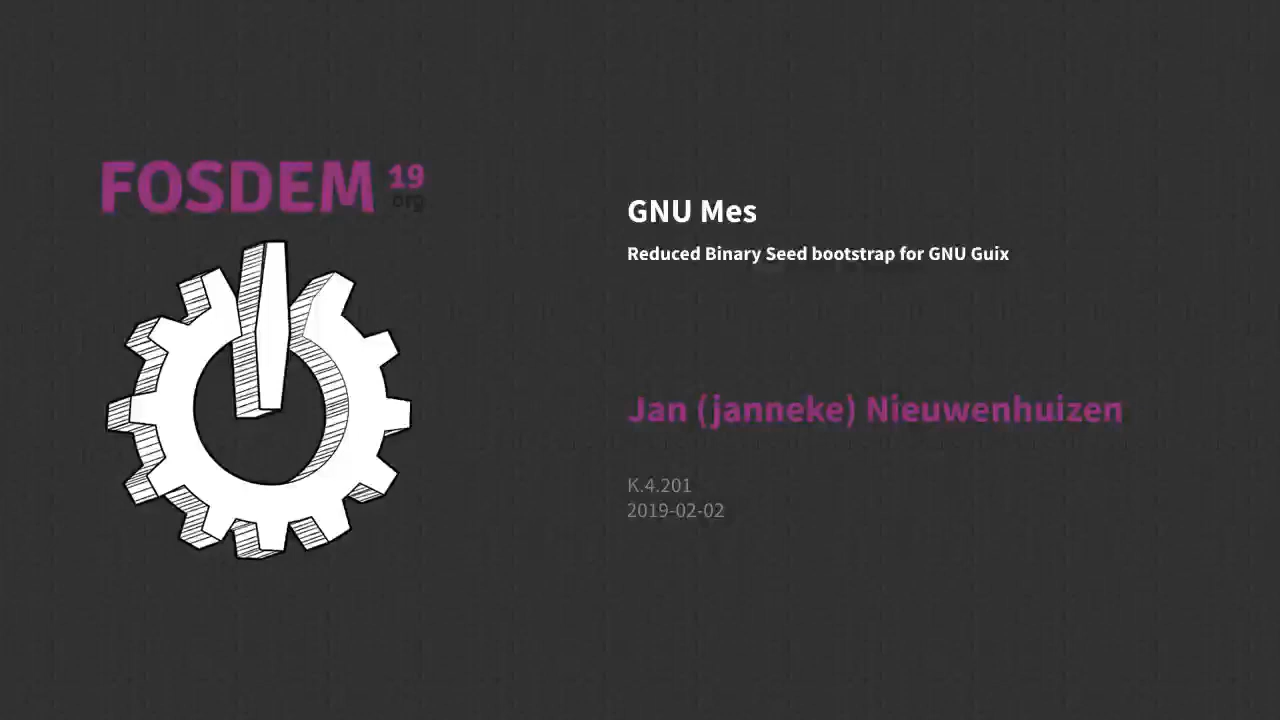 FOSDEM 19
org
GNU Mes
Reduced Binary Seed bootstrap for GNU Guix
Jan (janneke) Nieuwenhuizen
K.4.201
2019-02-02